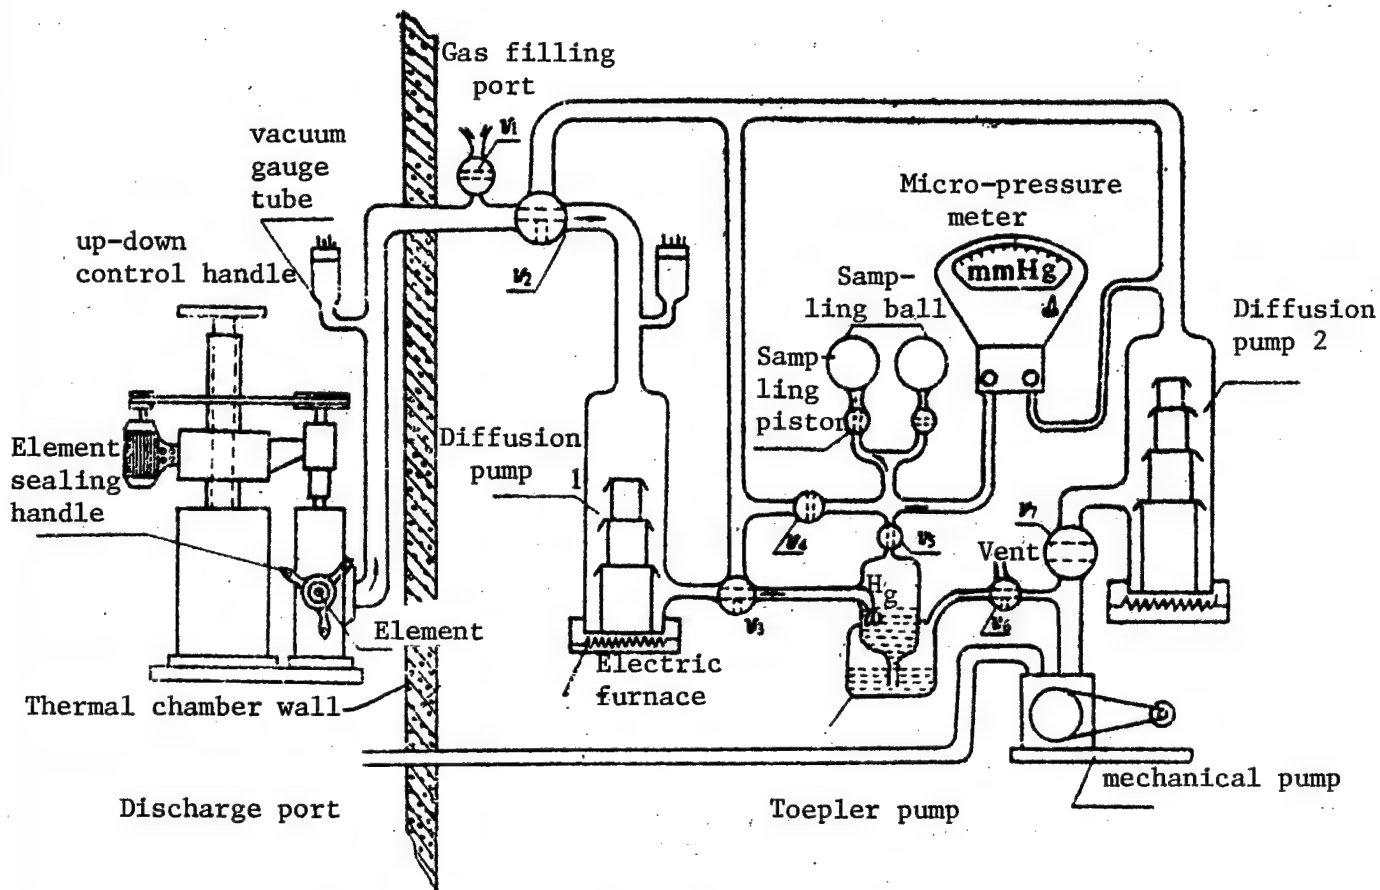 Gas filling
port
V1
vacuum
gauge
tube
Micro-pressure
meter
up-down
control handle
V2
mmHg
Samp-
ling ball
Diffusion
pump 2
Samp-
ling
piston
Element
sealing
handle
Diffusion
pump
1
V7
V4
V5
Vent
Hg
V3
V6
Element
Electric
furnace
Thermal chamber wall
mechanical pump
Discharge port
Toepler pump